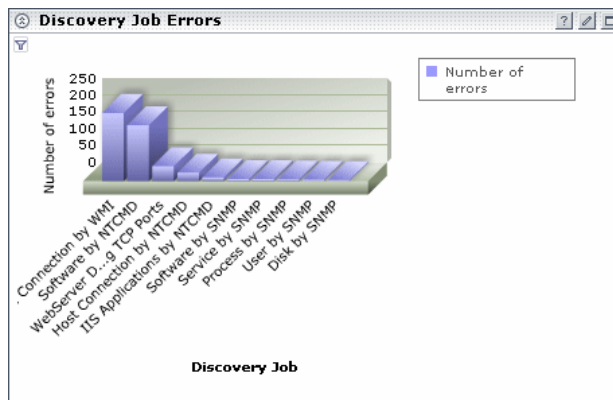 Discovery Job Errors
?
250
200
150
100
50
0
Number of errors
Number of
errors
. Connection by WMI
Software by NTCMD
WebServer D...g TCP Ports
Host Connection by NTCMD
IIS Applications by NTCMD
Software by SNMP
Service by SNMP
Process by SNMP
User by SNMP
Disk by SNMP
Discovery Job